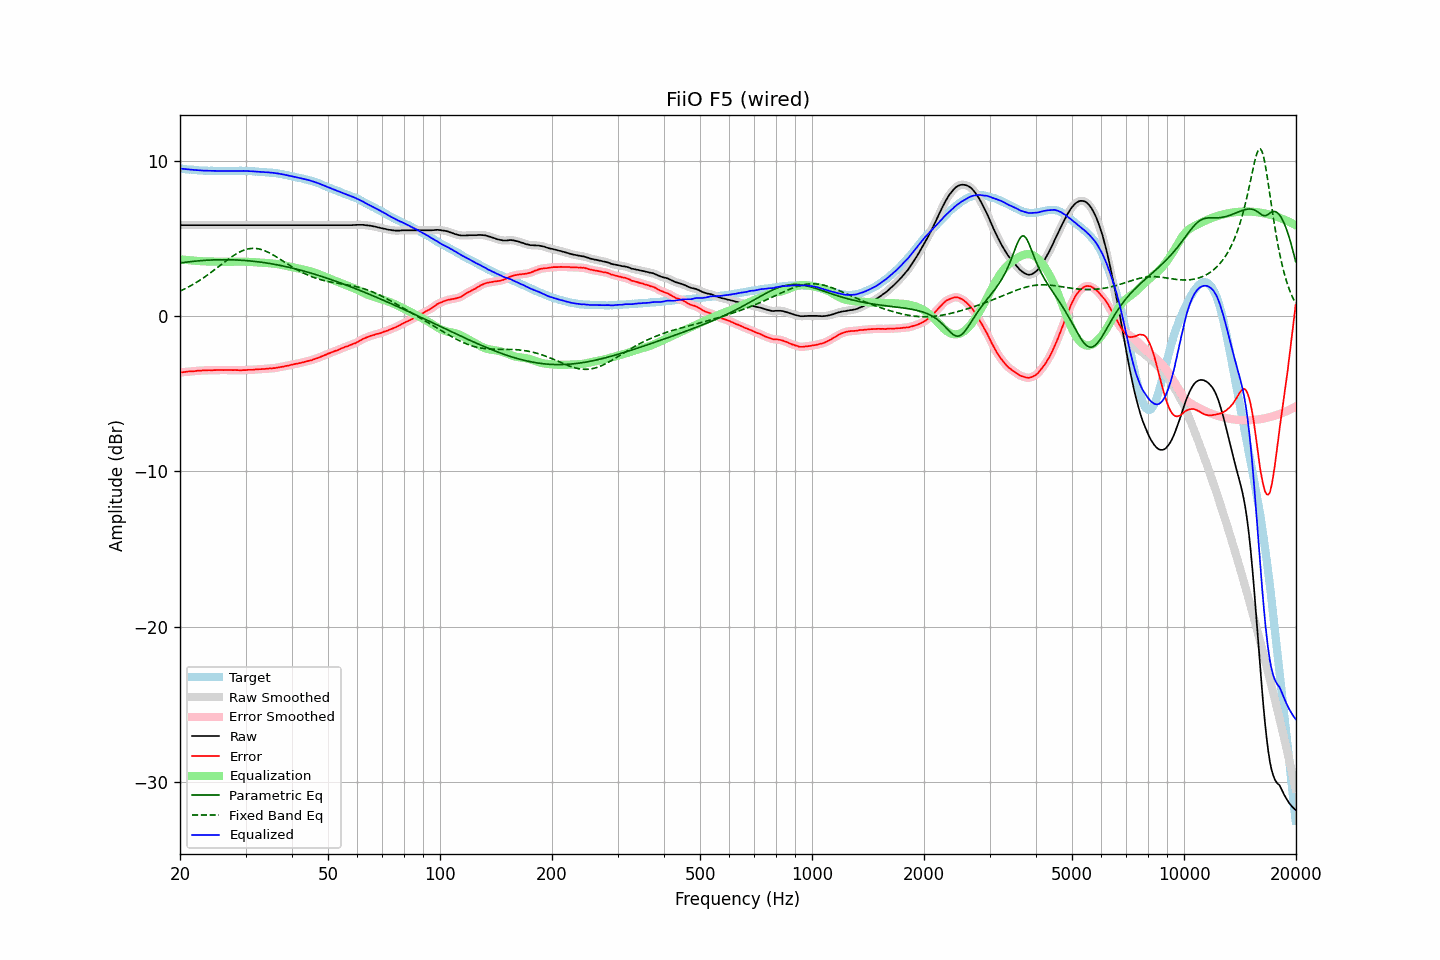 FiiO F5 (wired)
Amplitude (dBr)
10
0
−10
−20
−30
Target
Raw Smoothed
Error Smoothed
Raw
Error
Equalization
Parametric Eq
Fixed Band Eq
Equalized
20 50 100 200 500 1000 2000 5000 10000 20000
Frequency (Hz)